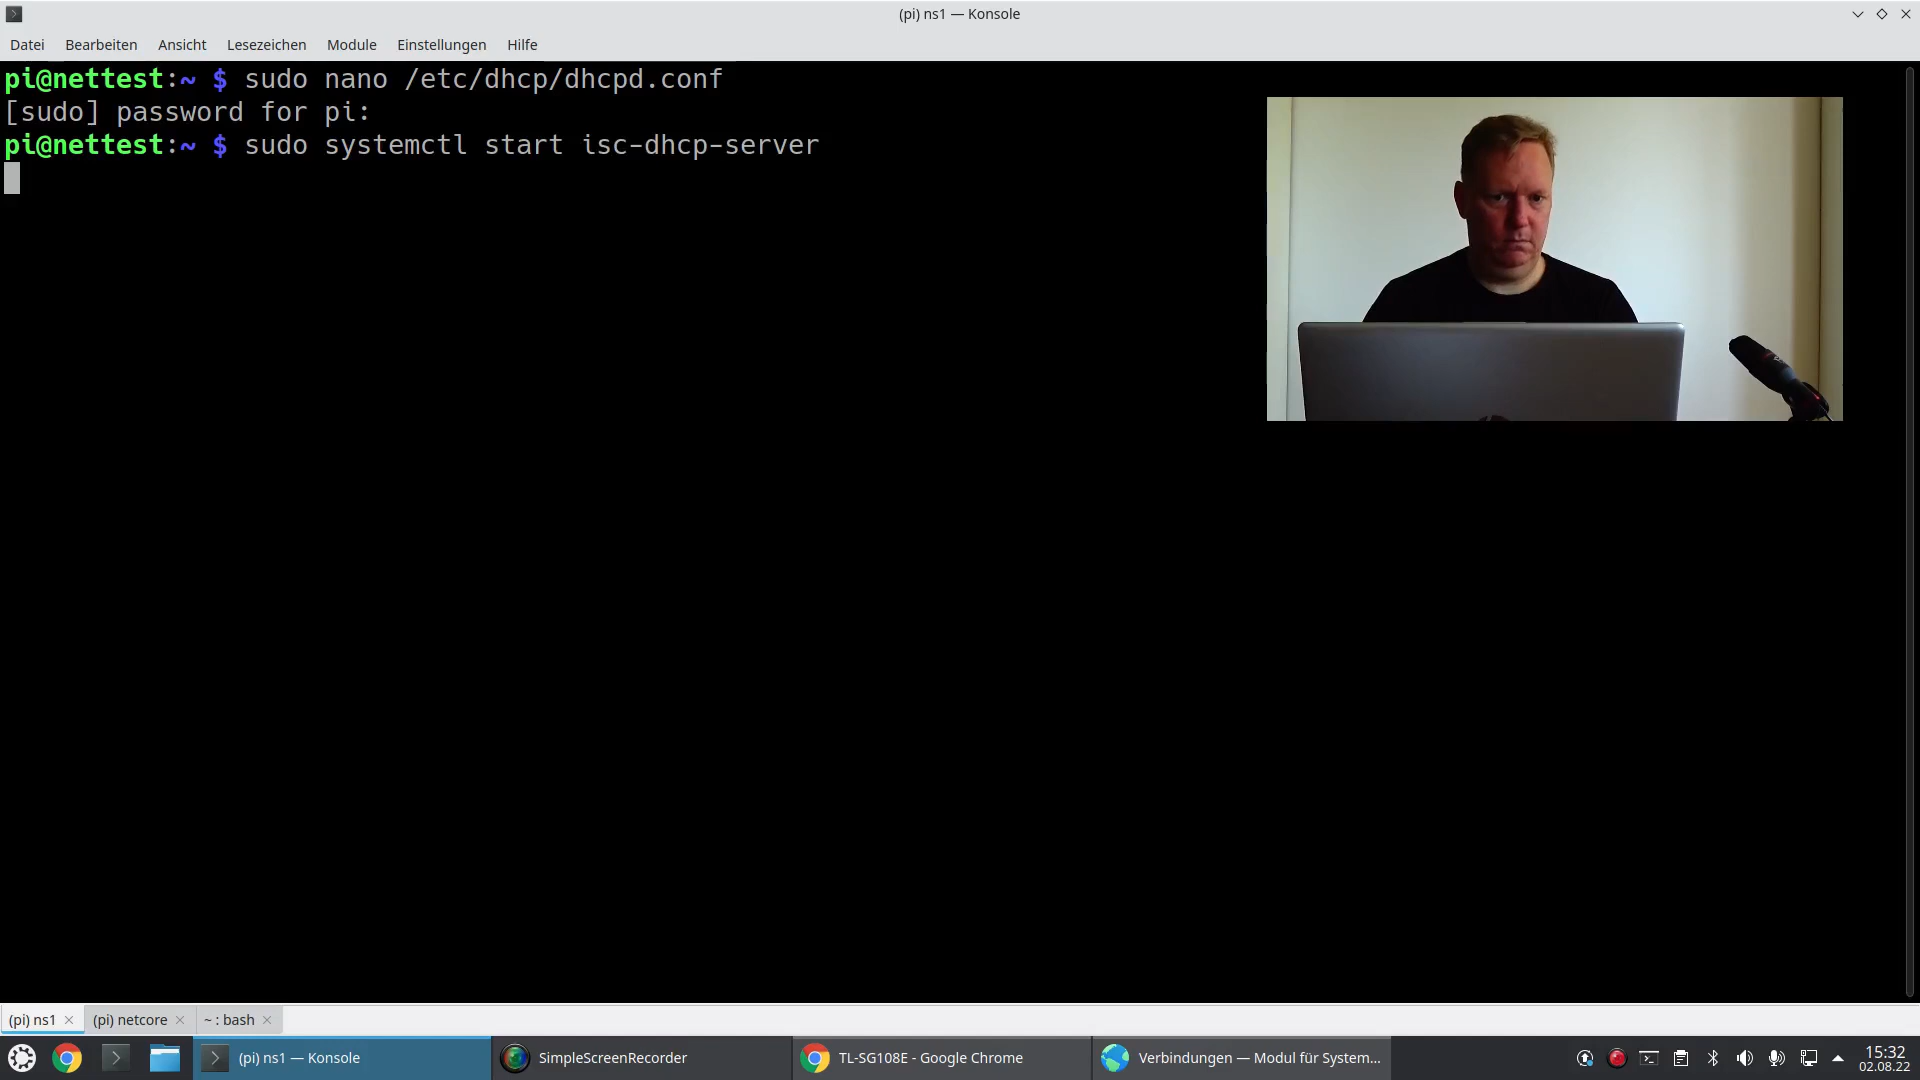 (pi) ns1 — Konsole
Datei Bearbeiten Ansicht Lesezeichen Module Einstellungen Hilfe
pi@nettest:~ $ sudo nano /etc/dhcp/dhcpd.conf
[sudo] password for pi:
pi@nettest:~ $ sudo systemctl start isc-dhcp-server
(pi) ns1 (pi) netcore ~ : bash
(pi) ns1 — Konsole SimpleScreenRecorder TL-SG108E - Google Chrome Verbindungen — Modul für System... 15:32
02.08.22